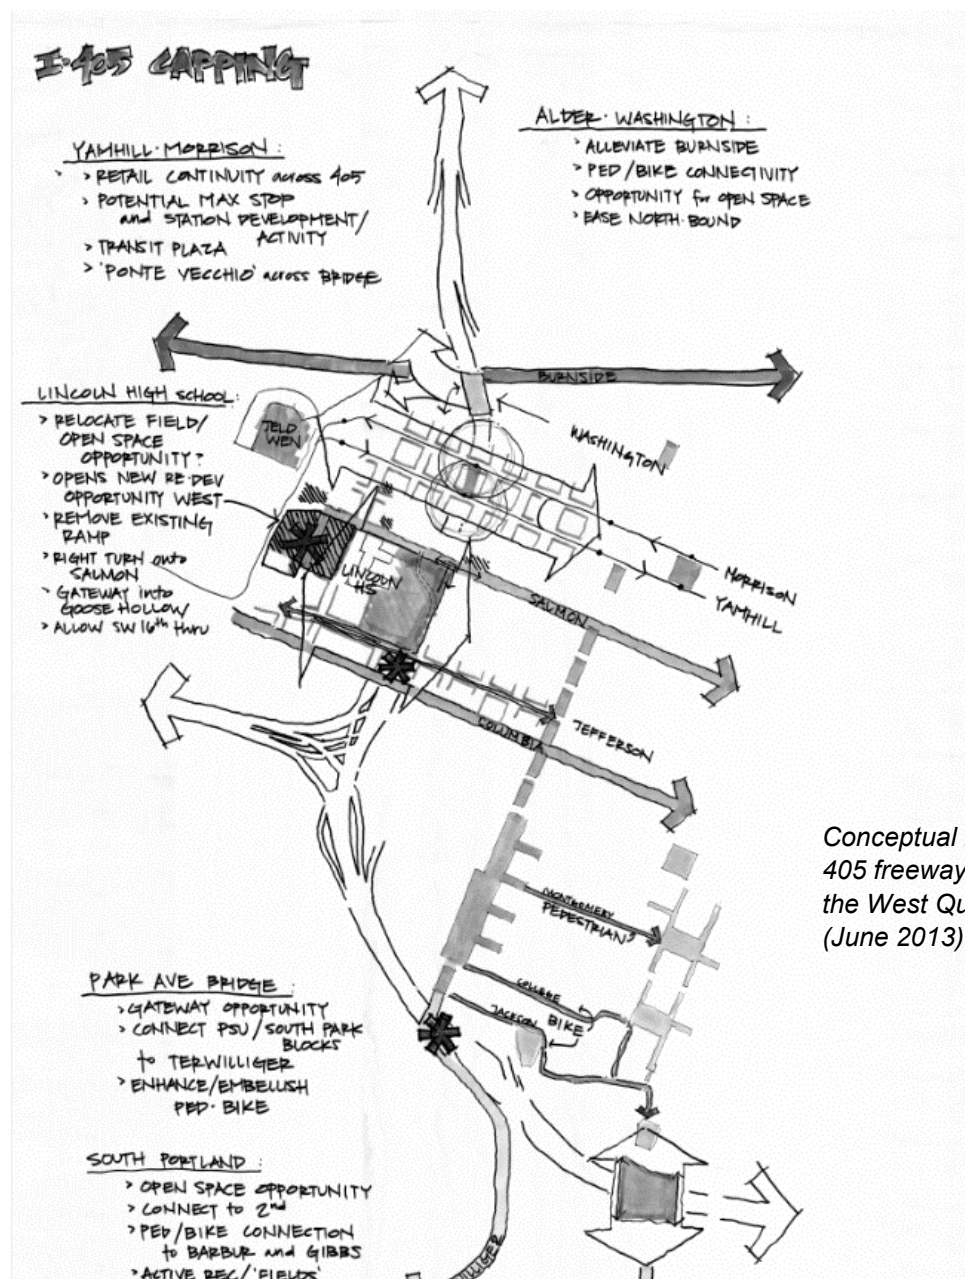 I-405 CAPPING
YAMHILL·MORRISON:
> RETAIL CONTINUITY across 405
> POTENTIAL MAX STOP
and STATION DEVELOPMENT/
ACTIVITY
> TRANSIT PLAZA
> 'PONTE VECCHIO' across BRIDGE
ALDER·WASHINGTON:
> ALLEVIATE BURNSIDE
> PED/BIKE CONNECTIVITY
> OPPORTUNITY for OPEN SPACE
> EASE NORTH·BOUND
BURNSIDE
LINCOLN HIGH SCHOOL:
> RELOCATE FIELD/
OPEN SPACE
OPPORTUNITY?
> OPENS NEW RE·DEV
OPPORTUNITY WEST
> REMOVE EXISTING
RAMP
> RIGHT TURN onto
SALMON
- GATEWAY into
GOOSE HOLLOW
> ALLOW SW 16th thru
TELD
WEN
WASHINGTON
LINCOLN
HS
MORRISON
YAMHILL
SALMON
JEFFERSON
COLUMBIA
Conceptual
405 freeway
the West Qu
(June 2013)
MONTGOMERY
PEDESTRIAN
COLLEGE
JACKSON
BIKE
PARK AVE BRIDGE:
> GATEWAY OPPORTUNITY
> CONNECT PSU/SOUTH PARK
BLOCKS
to TERWILLIGER
> ENHANCE/EMBELLISH
PED·BIKE
SOUTH PORTLAND:
> OPEN SPACE OPPORTUNITY
> CONNECT to 2nd
> PED/BIKE CONNECTION
to BARBUR and GIBBS
> ACTIVE REC/'FIELDS'
ILLIGER